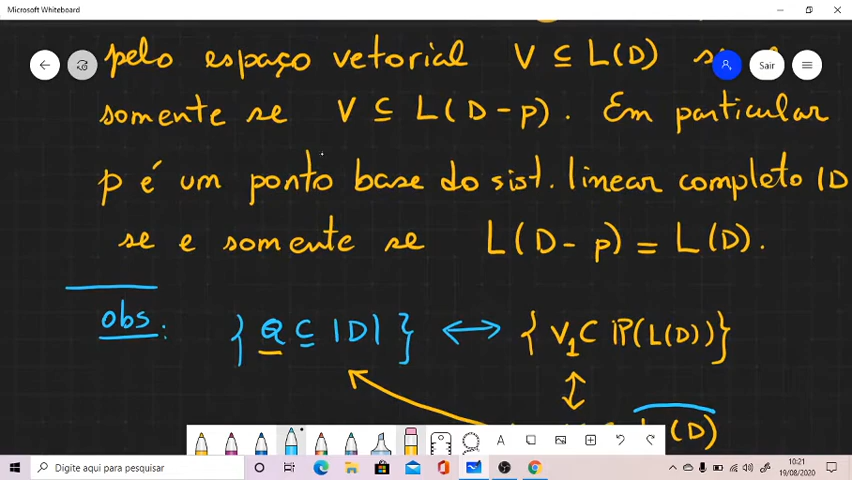 Microsoft Whiteboard
pelo espaço vetorial V ⊆ L(D) se e
Sair
somente se V ⊆ L(D-p). Em particular
p é um ponto base do sist. linear completo |D
se e somente se L(D-p) = L(D).
obs: { Q ⊆ |D| } ↔ { V₁ ⊂ ℙ(L(D)) }
↕
L(D)
A
Digite aqui para pesquisar
10:21
19/08/2020